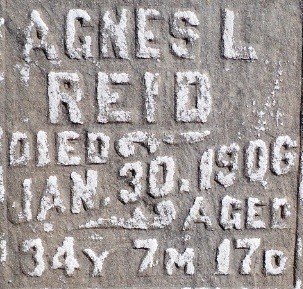 AGNES L
REID
DIED
JAN. 30, 1906
AGED
34Y 7M 17D